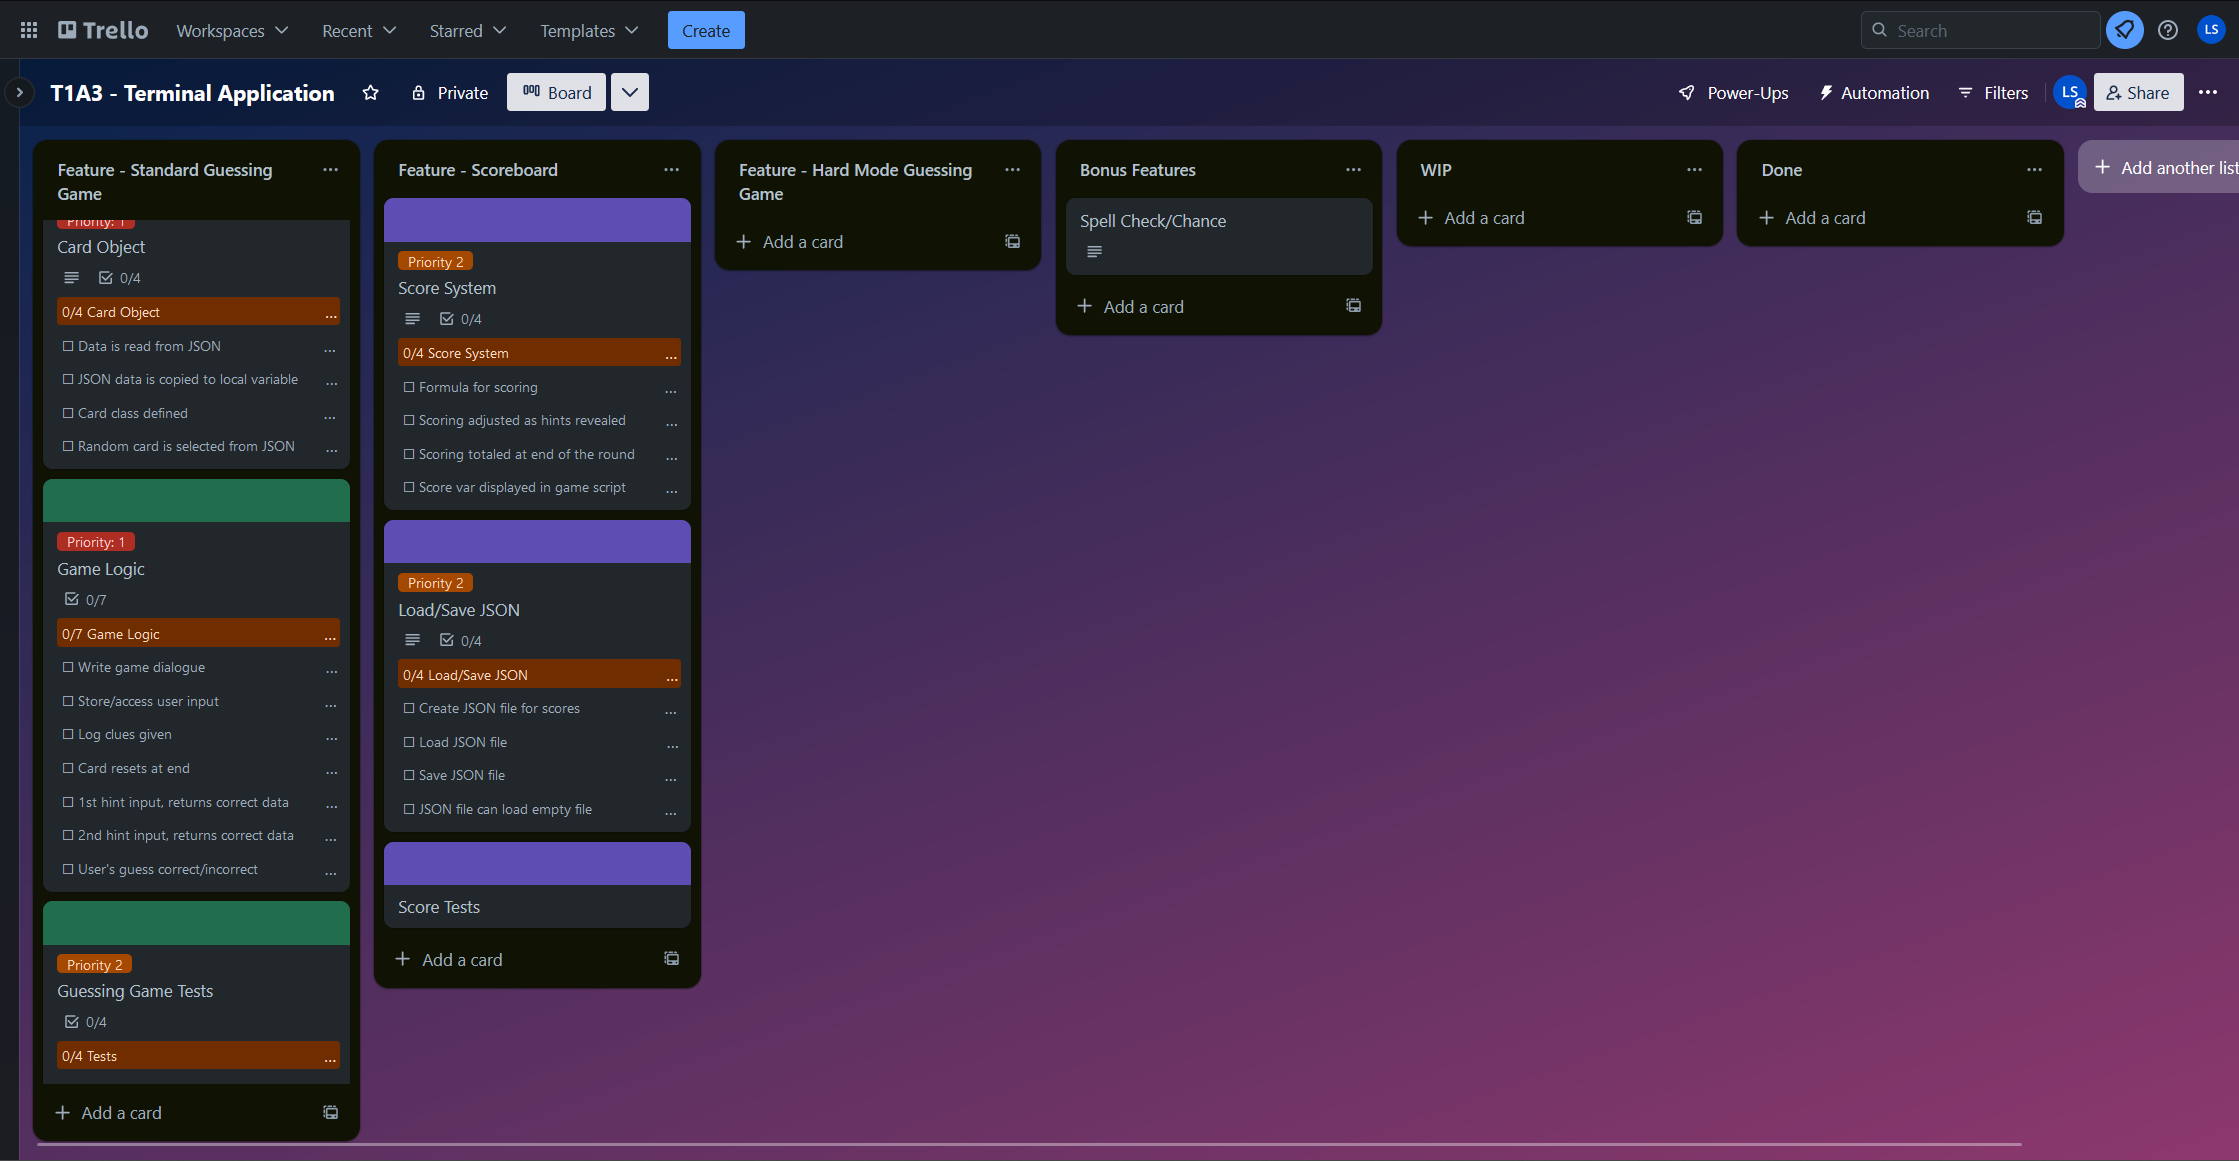 Trello
Workspaces
Recent
Starred
Templates
Create
Search
LS
T1A3 - Terminal Application
Private
Board
Power-Ups
Automation
Filters
LS
Share
Feature - Standard Guessing
Game
Priority: 1
Card Object
0/4
0/4 Card Object
...
Data is read from JSON
...
JSON data is copied to local variable
...
Card class defined
...
Random card is selected from JSON
...
Priority: 1
Game Logic
0/7
0/7 Game Logic
...
Write game dialogue
...
Store/access user input
...
Log clues given
...
Card resets at end
...
1st hint input, returns correct data
...
2nd hint input, returns correct data
...
User's guess correct/incorrect
...
Priority 2
Guessing Game Tests
0/4
0/4 Tests
...
+ Add a card
Feature - Scoreboard
Priority 2
Score System
0/4
0/4 Score System
...
Formula for scoring
...
Scoring adjusted as hints revealed
...
Scoring totaled at end of the round
...
Score var displayed in game script
...
Priority 2
Load/Save JSON
0/4
0/4 Load/Save JSON
...
Create JSON file for scores
...
Load JSON file
...
Save JSON file
...
JSON file can load empty file
...
Score Tests
+ Add a card
Feature - Hard Mode Guessing
Game
+ Add a card
Bonus Features
Spell Check/Chance
+ Add a card
WIP
+ Add a card
Done
+ Add a card
+ Add another list